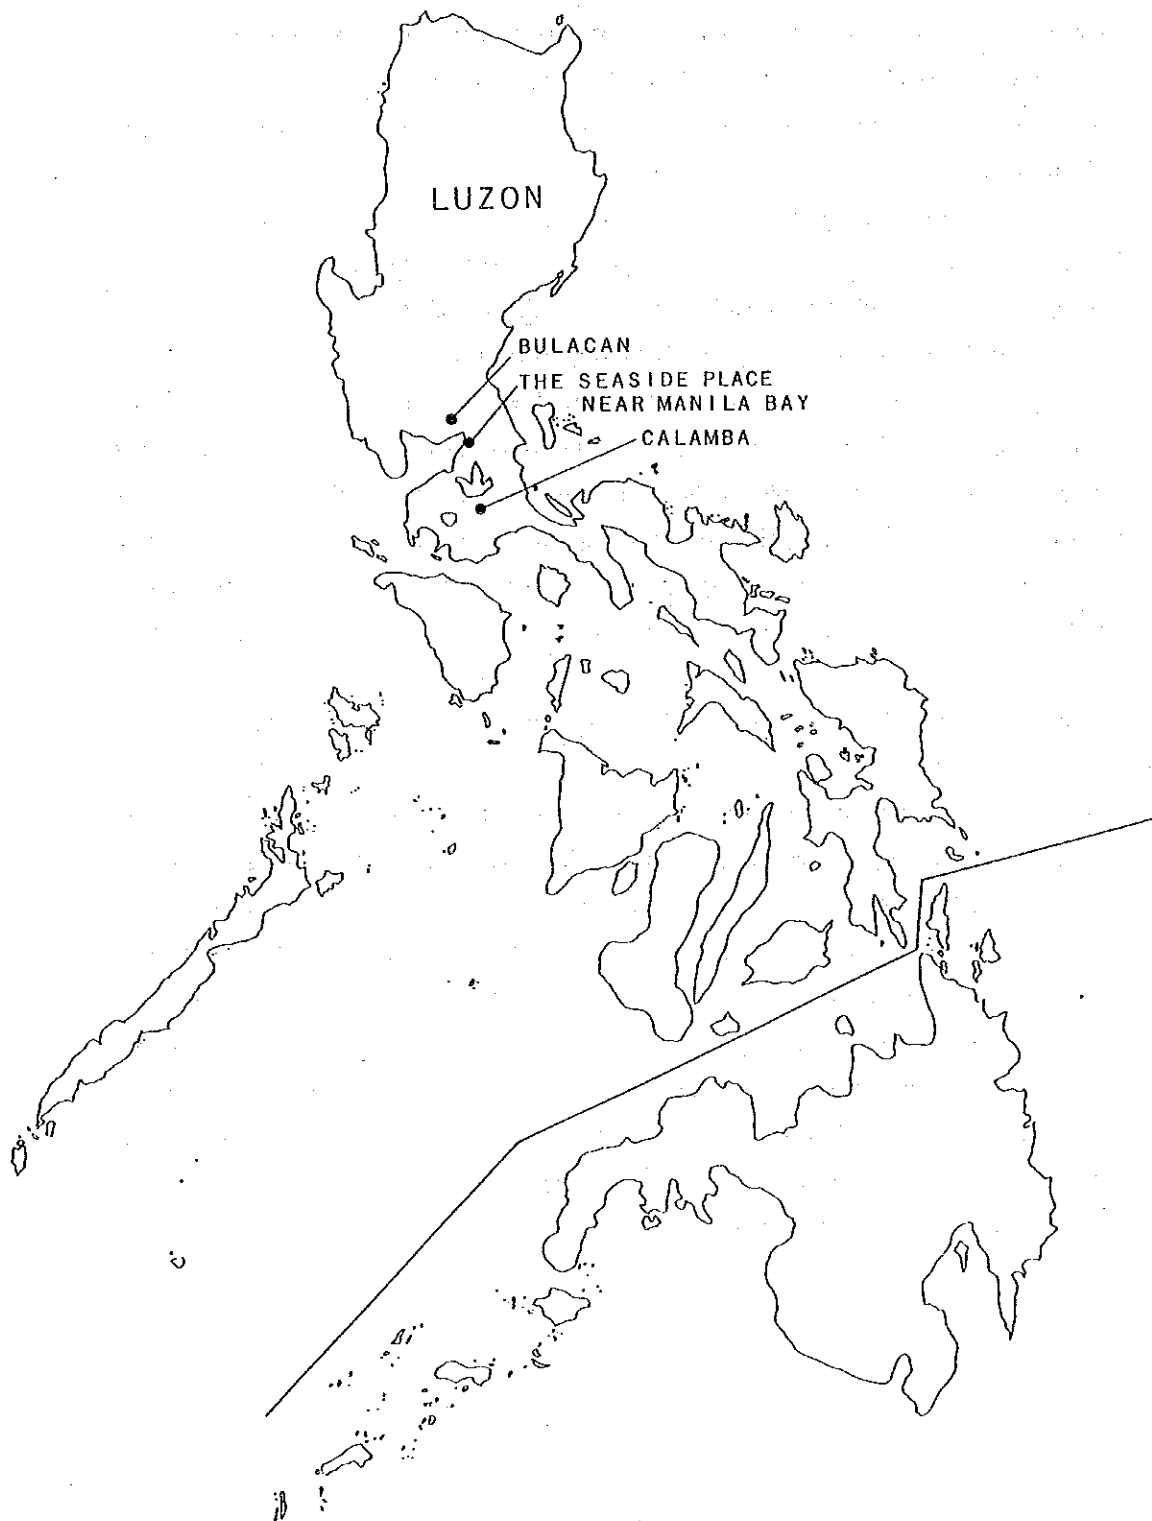 LUZON
BULACAN
THE SEASIDE PLACE
NEAR MANILA BAY
CALAMBA